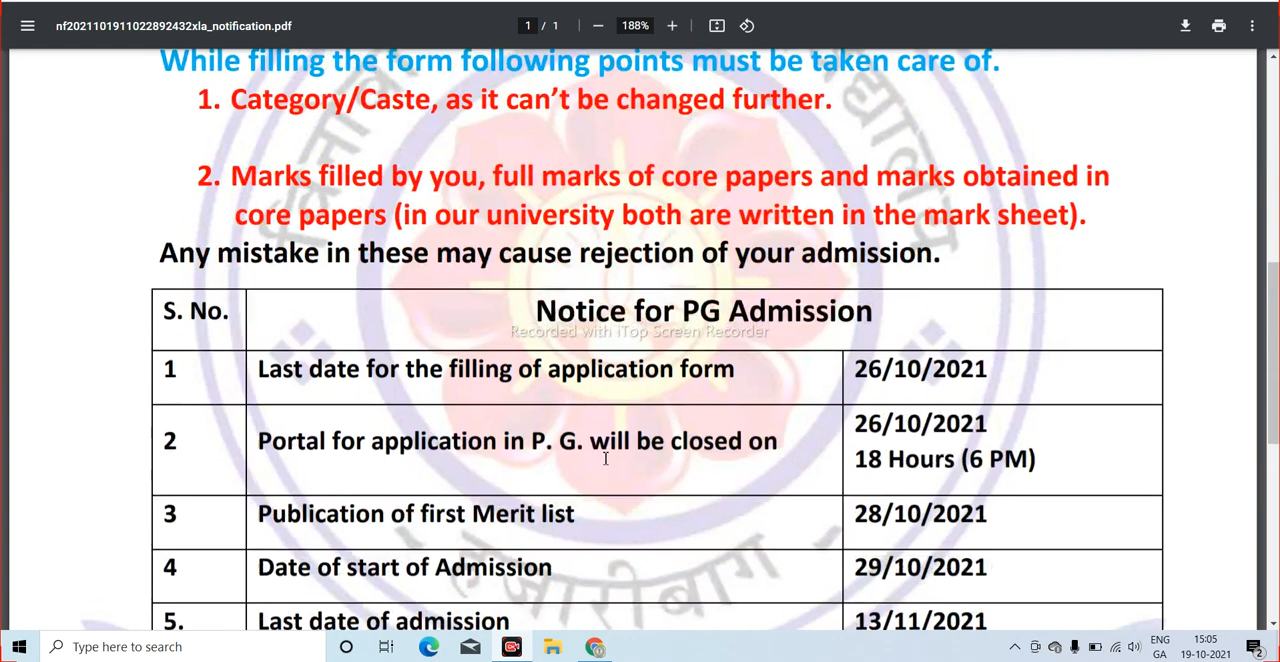 nf2021101911022892432xla_notification.pdf
1 / 1
188%
While filling the form following points must be taken care of.
1. Category/Caste, as it can't be changed further.
2. Marks filled by you, full marks of core papers and marks obtained in
core papers (in our university both are written in the mark sheet).
Any mistake in these may cause rejection of your admission.
S. No. Notice for PG Admission
Recorded with iTop Screen Recorder
1 Last date for the filling of application form 26/10/2021
2 Portal for application in P. G. will be closed on 26/10/2021
18 Hours (6 PM)
3 Publication of first Merit list 28/10/2021
4 Date of start of Admission 29/10/2021
5. Last date of admission 13/11/2021
हजारीबाग
Type here to search
ENG
GA
15:05
19-10-2021
2